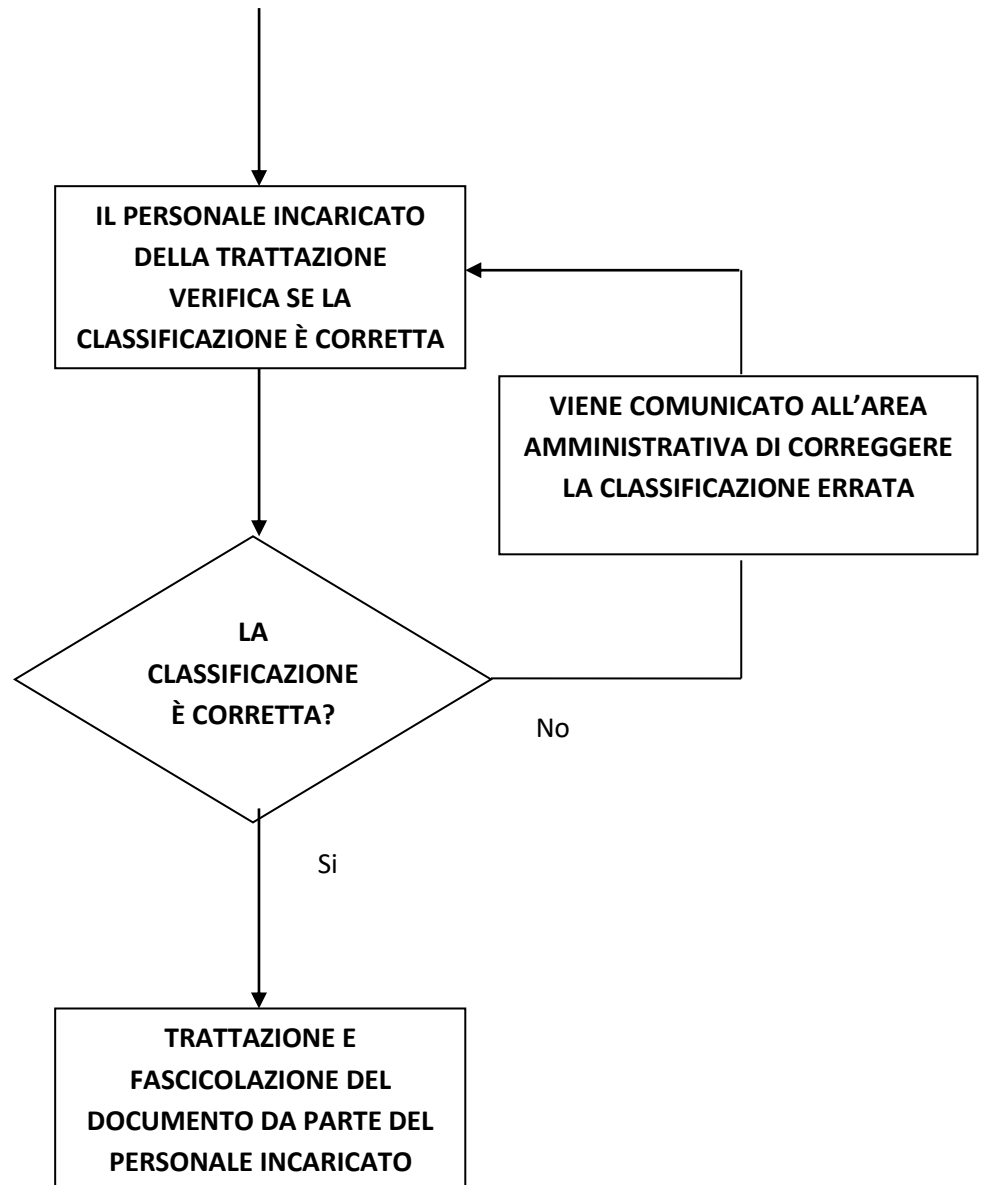 IL PERSONALE INCARICATO
DELLA TRATTAZIONE
VERIFICA SE LA
CLASSIFICAZIONE È CORRETTA
VIENE COMUNICATO ALL’AREA
AMMINISTRATIVA DI CORREGGERE
LA CLASSIFICAZIONE ERRATA
LA
CLASSIFICAZIONE
È CORRETTA?
No
Si
TRATTAZIONE E
FASCICOLAZIONE DEL
DOCUMENTO DA PARTE DEL
PERSONALE INCARICATO